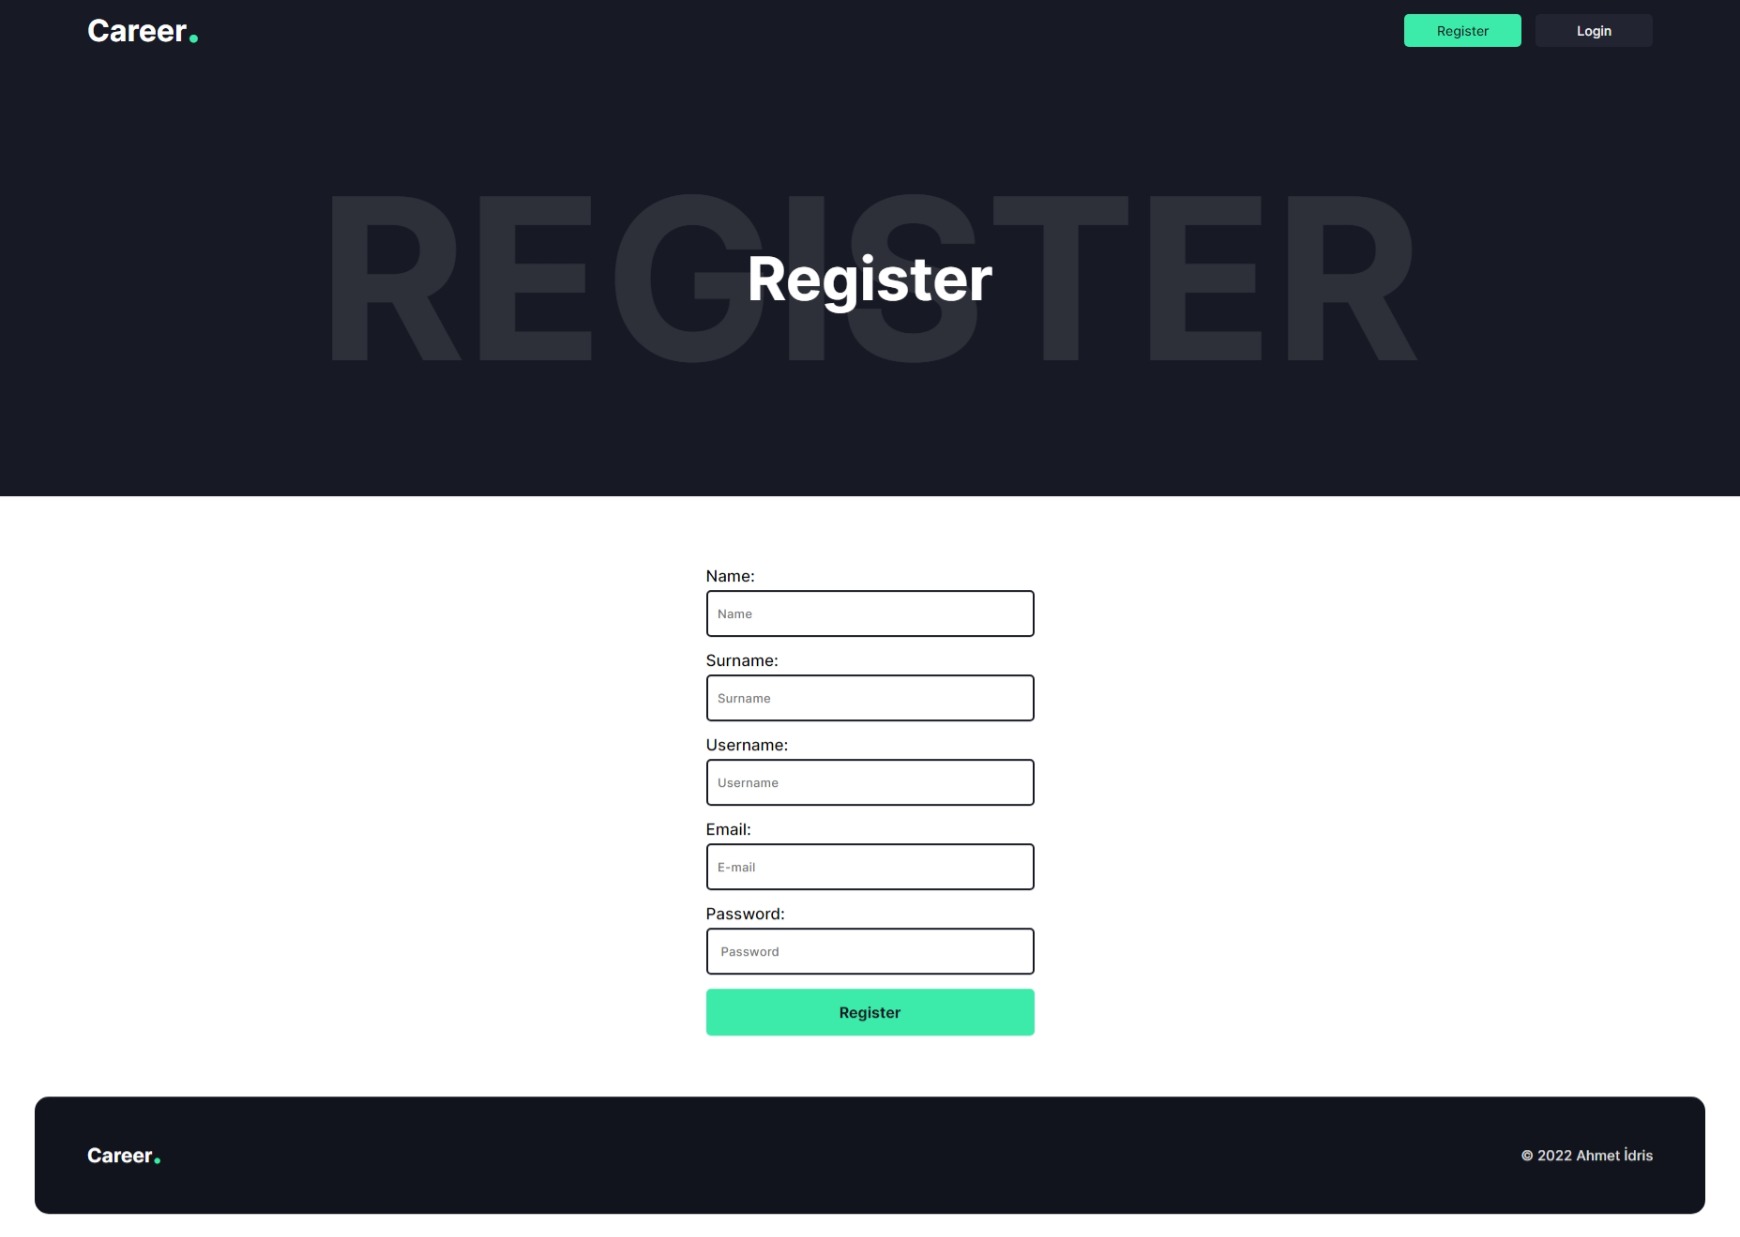 Career.
Register
Login
REGISTER
Register
Name:
Name
Surname:
Surname
Username:
Username
Email:
E-mail
Password:
Password
Register
Career.
© 2022 Ahmet İdris